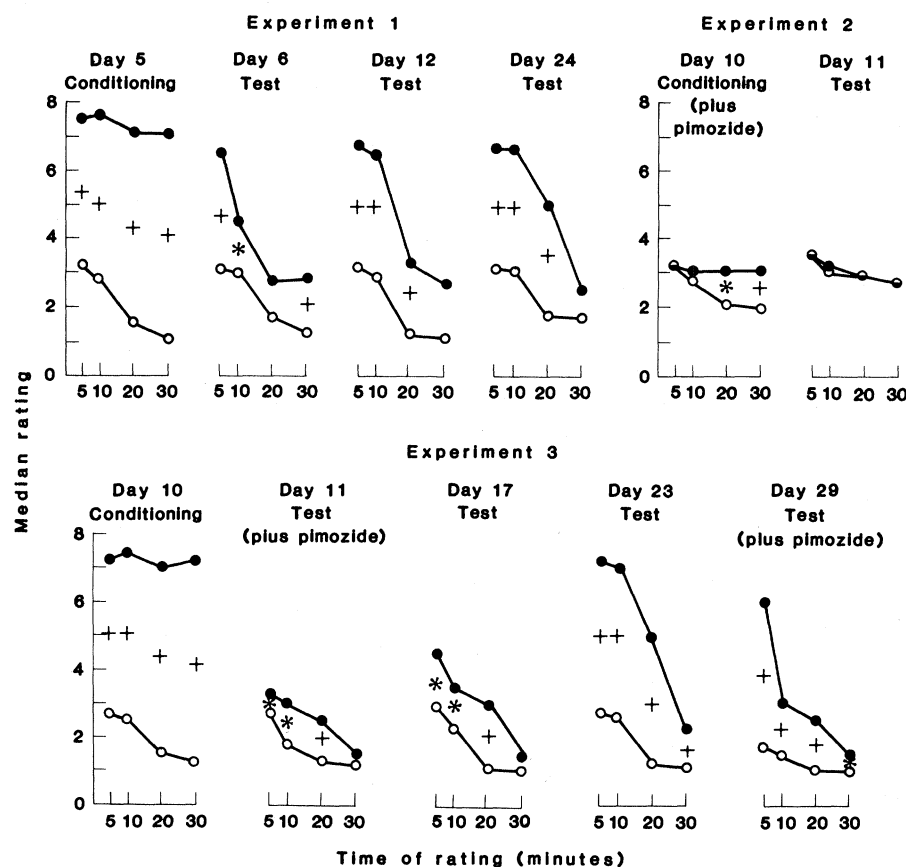 Experiment 1
Experiment 2
Day 5
Conditioning
Day 6
Test
Day 12
Test
Day 24
Test
Day 10
Conditioning
(plus
pimozide)
Day 11
Test
8
6
4
2
0
8
6
4
2
0
5 10 20 30
5 10 20 30
5 10 20 30
5 10 20 30
5 10 20 30
5 10 20 30
Median rating
Experiment 3
Day 10
Conditioning
Day 11
Test
(plus pimozide)
Day 17
Test
Day 23
Test
Day 29
Test
(plus pimozide)
8
6
4
2
0
5 10 20 30
5 10 20 30
5 10 20 30
5 10 20 30
5 10 20 30
Time of rating (minutes)